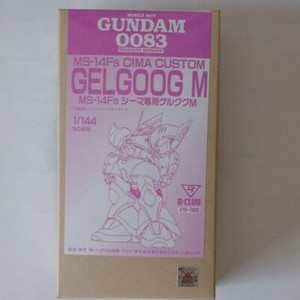 MOBILE SUIT
GUNDAM
0083
STARDUST MEMORY
MS-14Fs CIMA CUSTOM
GELGOOG M
MS-14Fs シーマ専用ゲルググM
1/144
scale
B-CLUB